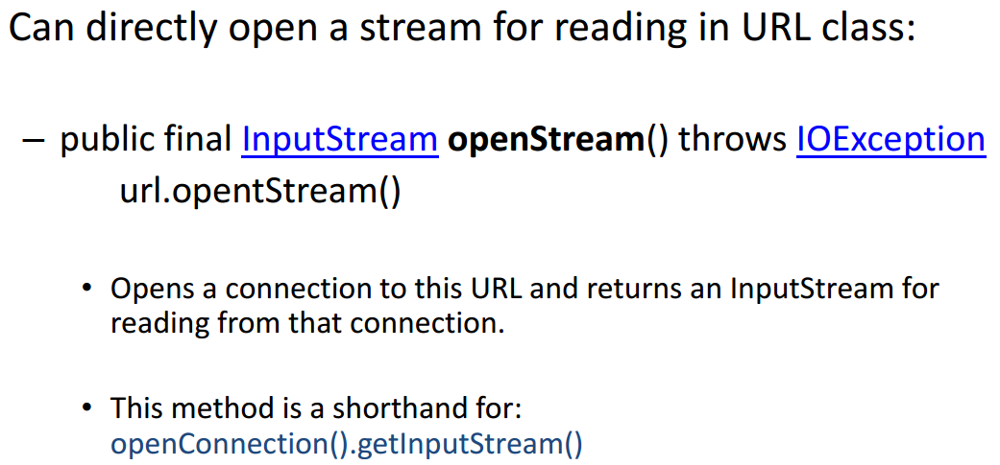 Can directly open a stream for reading in URL class:
– public final InputStream openStream() throws IOException
url.opentStream()
• Opens a connection to this URL and returns an InputStream for
reading from that connection.
• This method is a shorthand for:
openConnection().getInputStream()